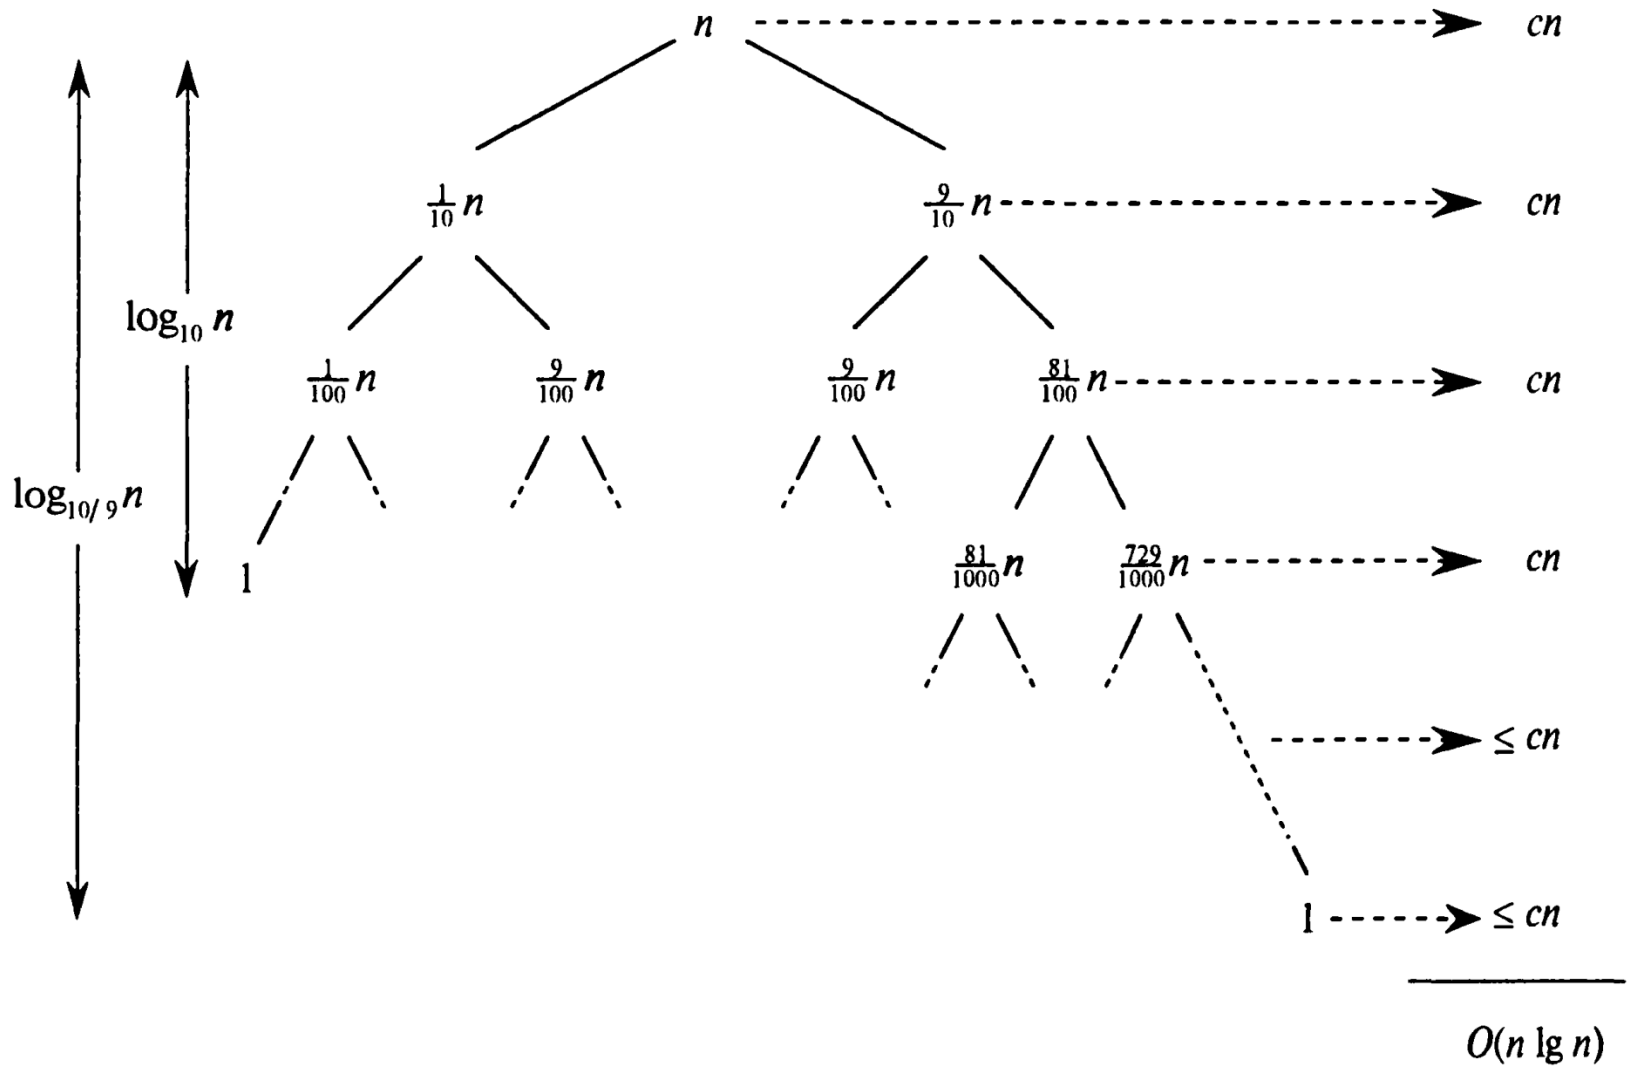 n cn
1/10 n 9/10 n cn
log₁₀ n
1/100 n 9/100 n 9/100 n 81/100 n cn
log₁₀/₉ n
1 81/1000 n 729/1000 n cn
≤ cn
1 ≤ cn
O(n lg n)